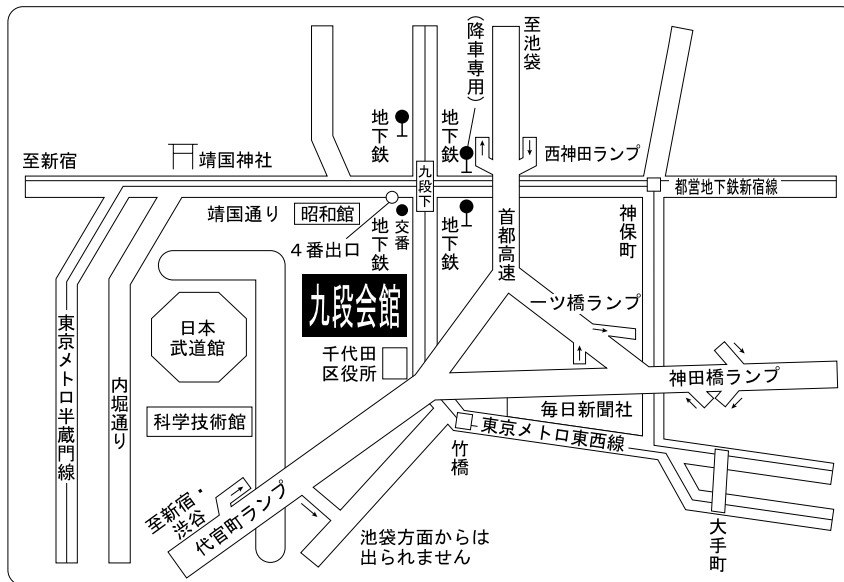 至池袋
(降車専用)
地下鉄
地下鉄
西神田ランプ
至新宿
靖国神社
九段下
都営地下鉄新宿線
靖国通り
昭和館
4番出口
地下鉄
交番
地下鉄
首都高速
神保町
九段会館
一ツ橋ランプ
日本
武道館
千代田
区役所
東京メトロ半蔵門線
内堀通り
神田橋ランプ
科学技術館
毎日新聞社
東京メトロ東西線
竹橋
至新宿・
渋谷
代官町ランプ
池袋方面からは
出られません
大手町